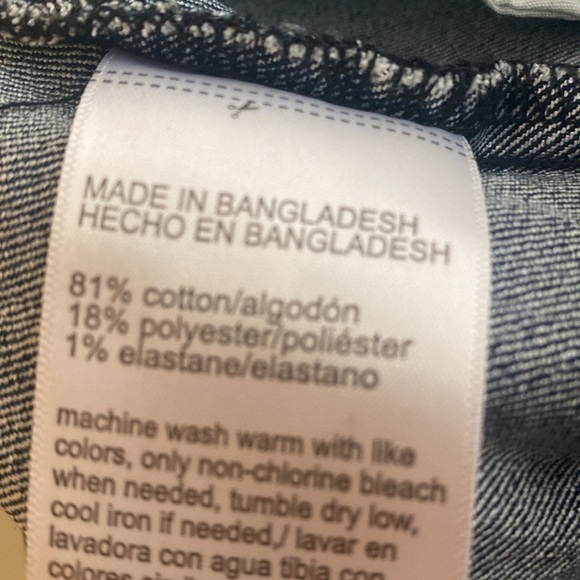 MADE IN BANGLADESH
HECHO EN BANGLADESH
81% cotton/algodón
18% polyester/poliéster
1% elastane/elastano
machine wash warm with like
colors, only non-chlorine bleach
when needed, tumble dry low,
cool iron if needed./ lavar en
lavadora con agua tibia con
colores